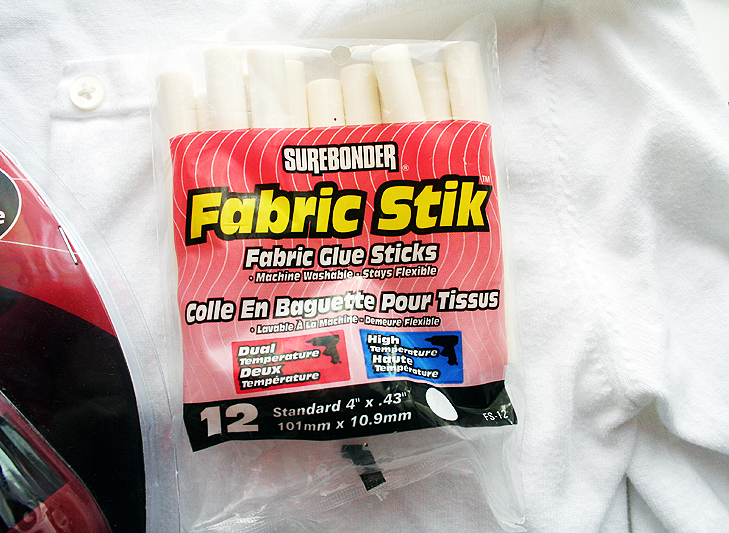 SUREBONDER®
Fabric Stik™
Fabric Glue Sticks
· Machine Washable · Stays Flexible
Colle En Baguette Pour Tissus
· Lavable À La Machine · Demeure Flexible
Dual
Temperature
Deux
Température
High
Temperature
Haute
Température
12
Standard 4" x .43"
101mm x 10.9mm
FS-12